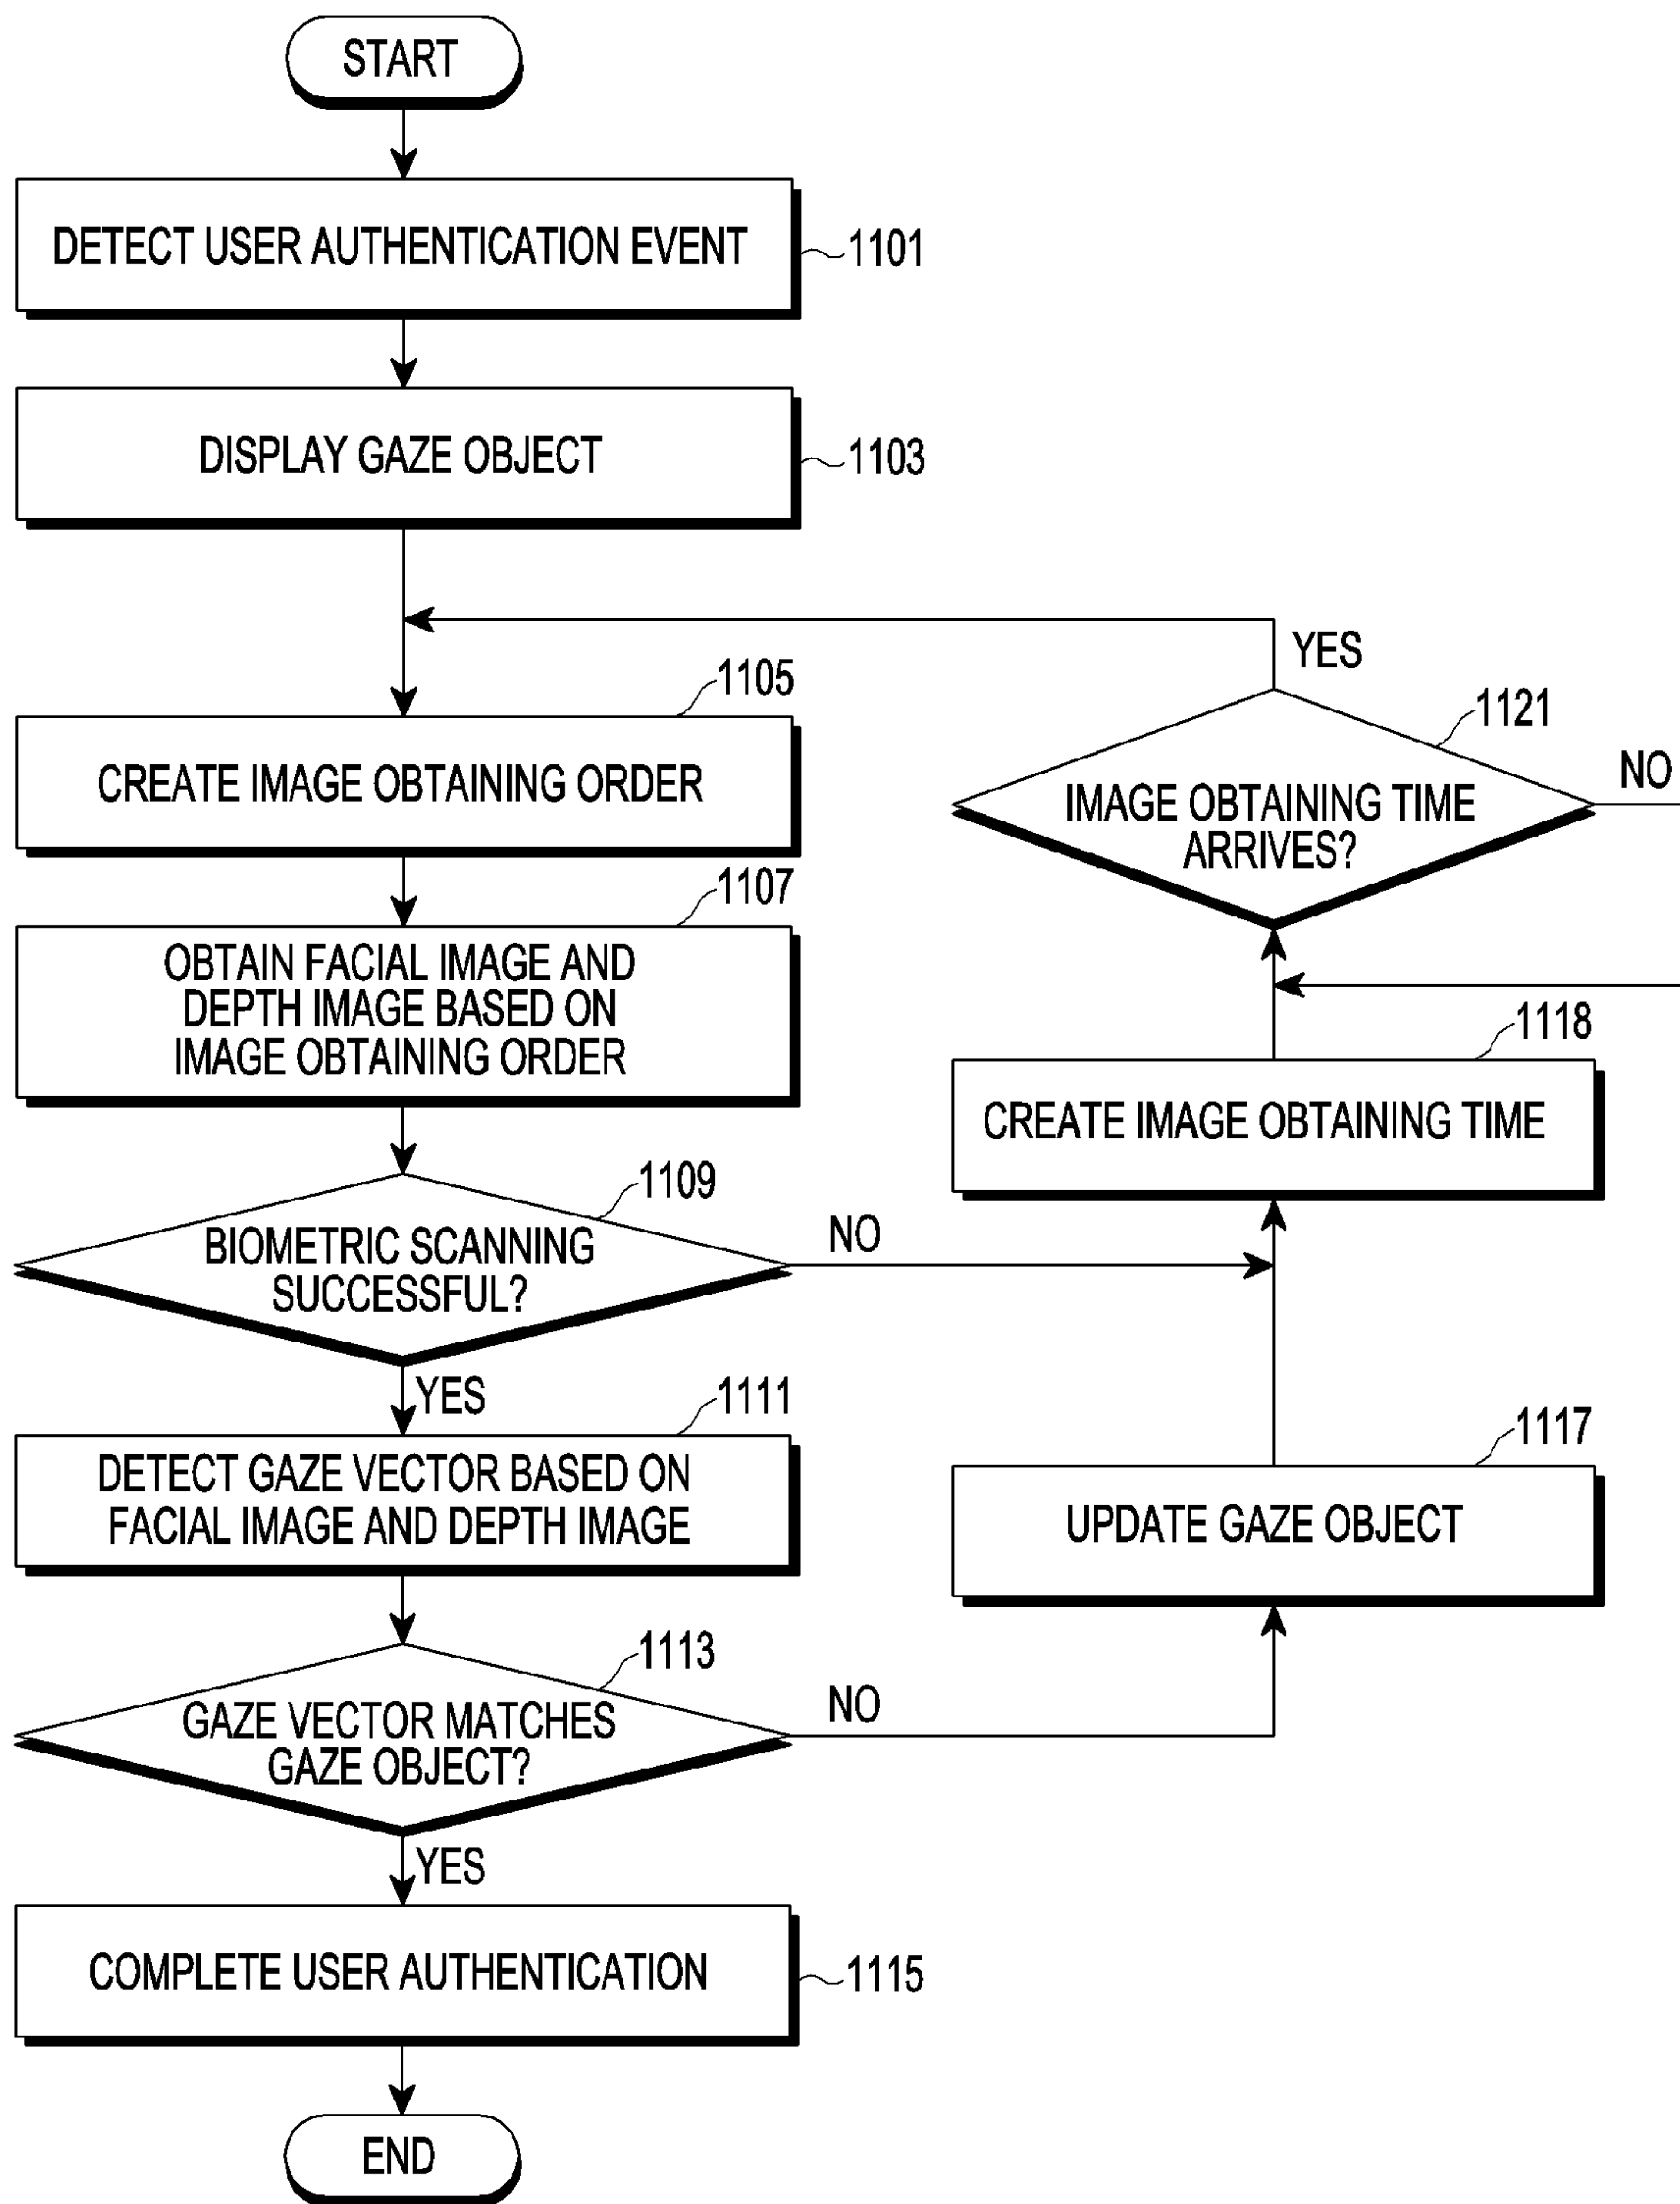 START
DETECT USER AUTHENTICATION EVENT
1101
DISPLAY GAZE OBJECT
1103
YES
1105
CREATE IMAGE OBTAINING ORDER
1121
IMAGE OBTAINING TIME
ARRIVES?
NO
1107
OBTAIN FACIAL IMAGE AND
DEPTH IMAGE BASED ON
IMAGE OBTAINING ORDER
1118
CREATE IMAGE OBTAINING TIME
1109
BIOMETRIC SCANNING
SUCCESSFUL?
NO
YES
1111
DETECT GAZE VECTOR BASED ON
FACIAL IMAGE AND DEPTH IMAGE
1117
UPDATE GAZE OBJECT
1113
GAZE VECTOR MATCHES
GAZE OBJECT?
NO
YES
COMPLETE USER AUTHENTICATION
1115
END